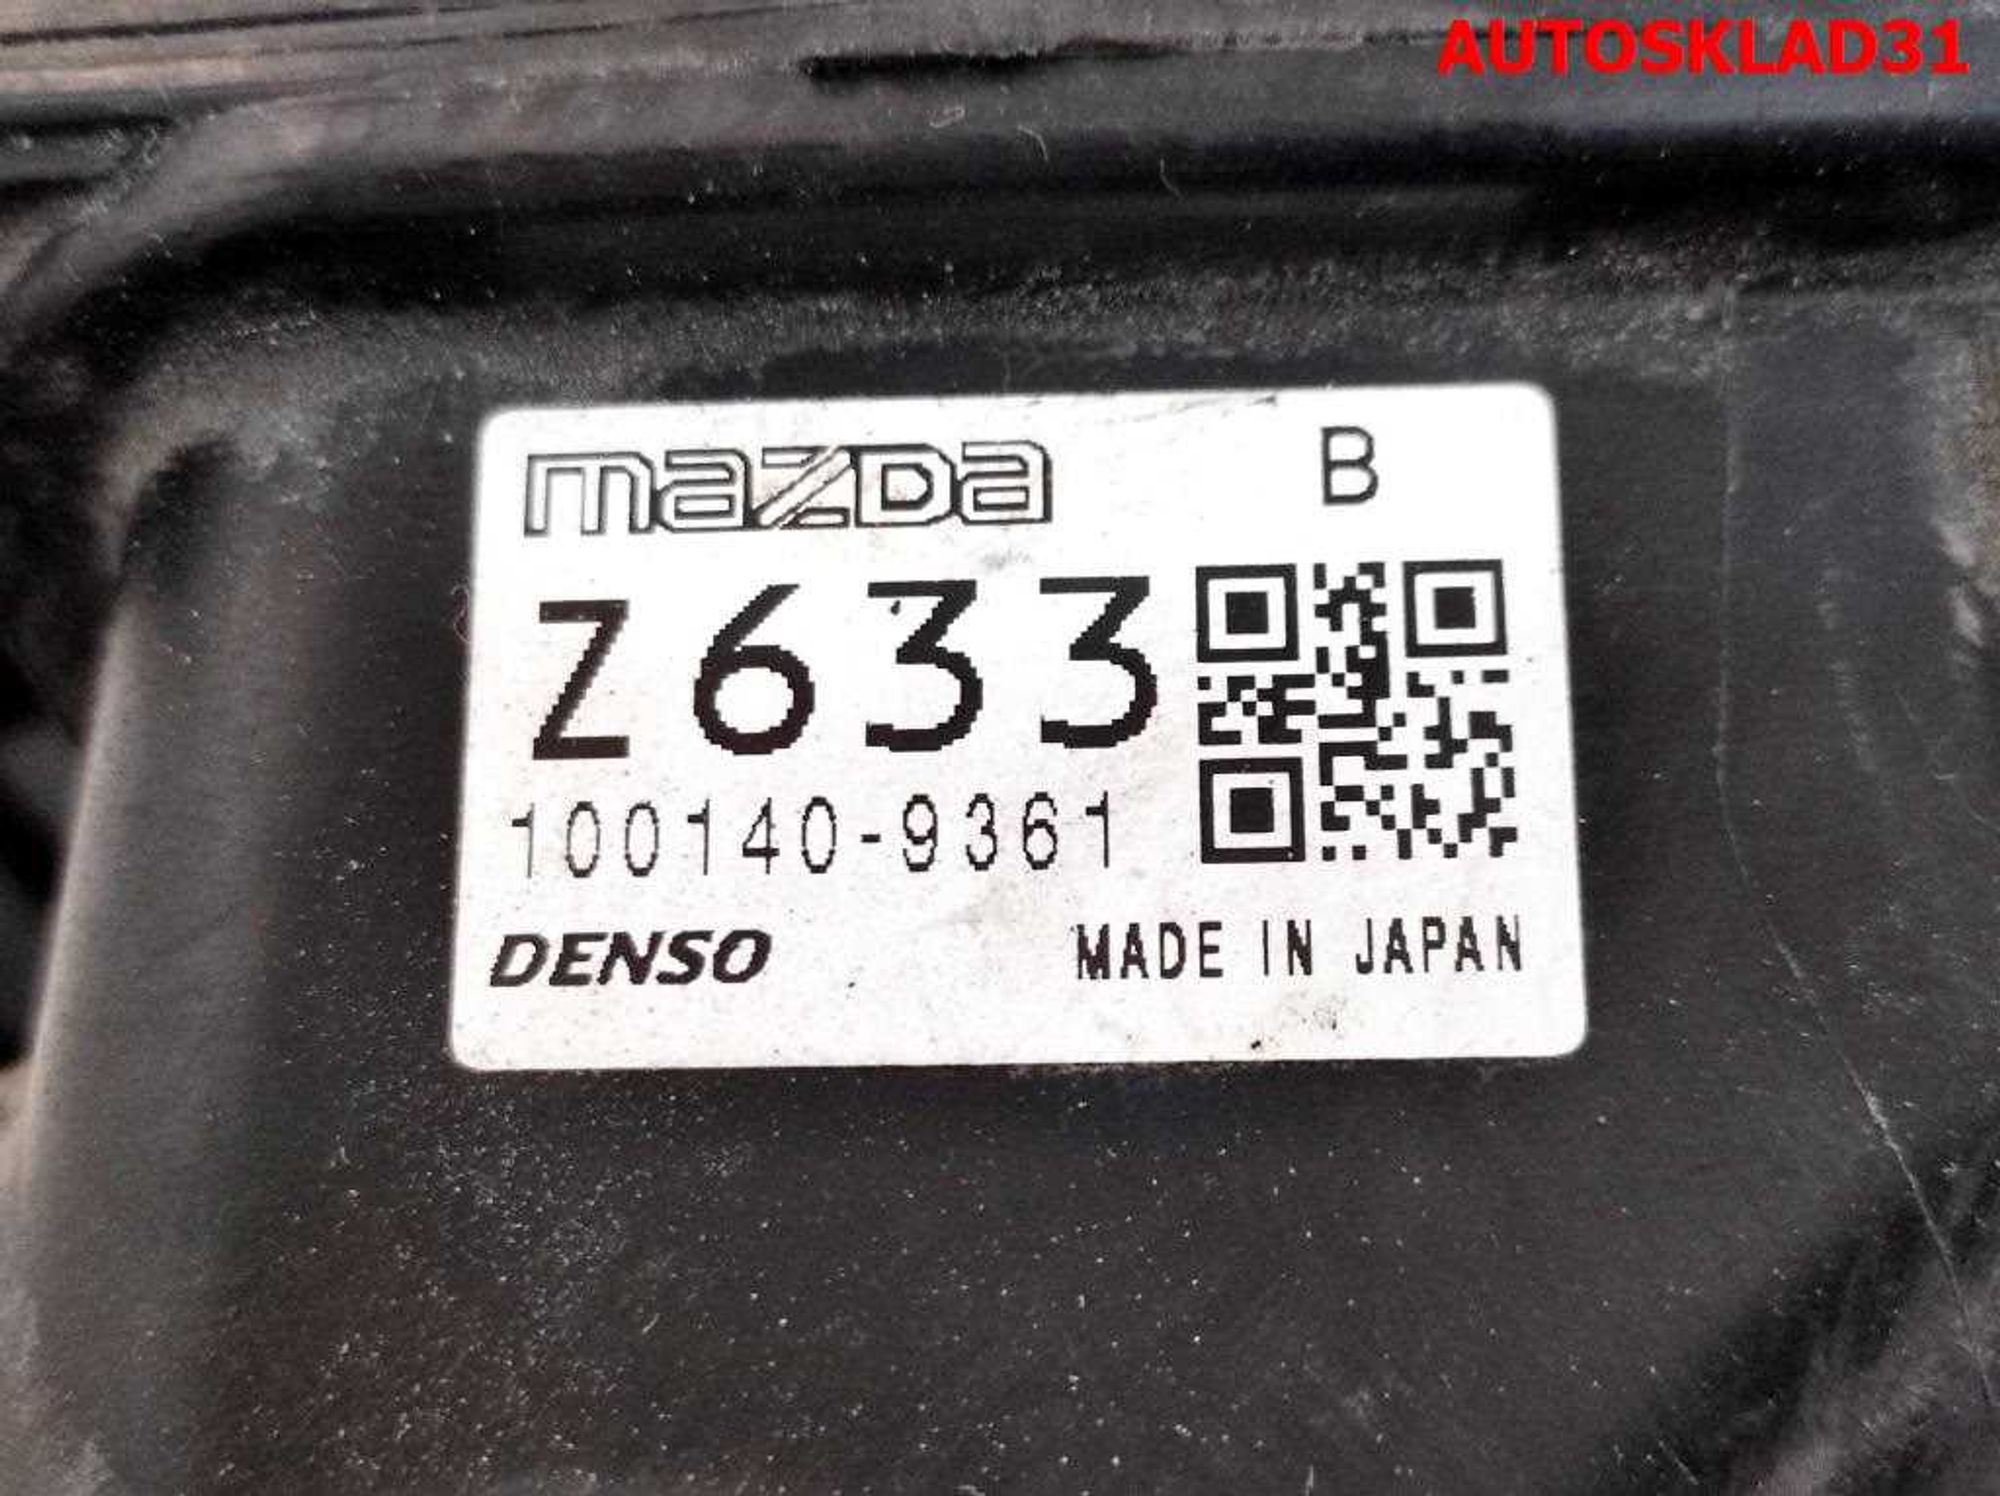 AUTOSKLAD31
mazda B
Z633
100140-9361
DENSO MADE IN JAPAN